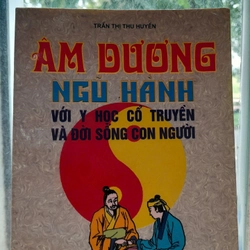 TRẦN THỊ THU HUYỀN
ÂM DƯƠNG
NGŨ HÀNH
VỚI Y HỌC CỔ TRUYỀN
VÀ ĐỜI SỐNG CON NGƯỜI